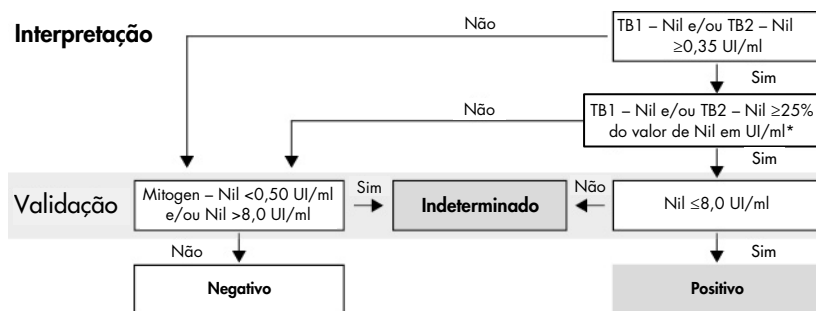 Interpretação
Não
TB1 – Nil e/ou TB2 – Nil
≥0,35 UI/ml
Sim
Não
TB1 – Nil e/ou TB2 – Nil ≥25%
do valor de Nil em UI/ml*
Sim
Validação
Mitogen – Nil <0,50 UI/ml
e/ou Nil >8,0 UI/ml
Sim
Indeterminado
Não
Nil ≤8,0 UI/ml
Não
Sim
Negativo
Positivo